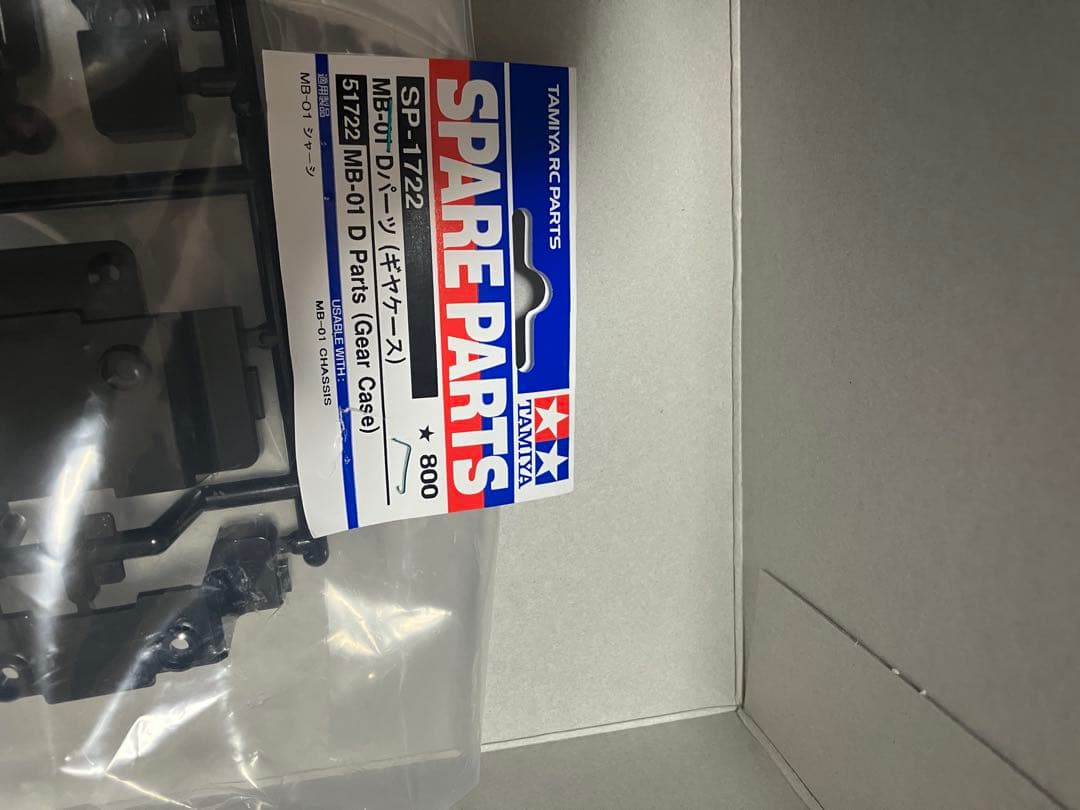 TAMIYA RC PARTS
TAMIYA
SPARE PARTS
SP-1722
★ 800
MB-01 Dパーツ (ギヤケース)
51722 MB-01 D Parts (Gear Case)
適用製品
USABLE WITH:
MB-01 シャーシ
MB-01 CHASSIS